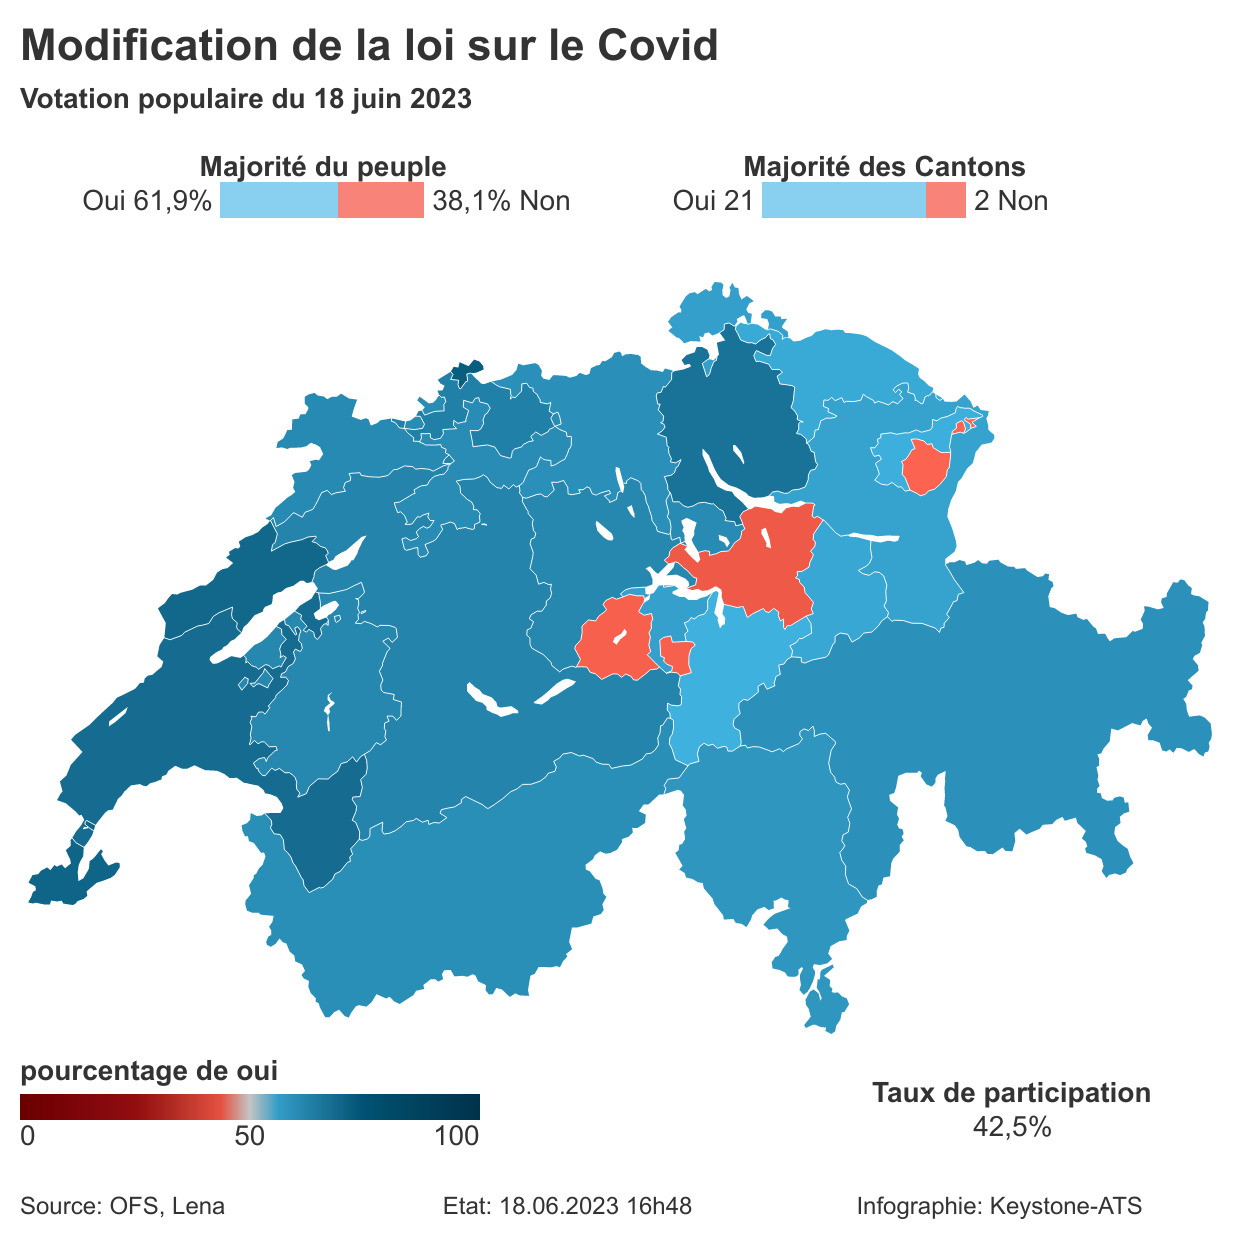 Modification de la loi sur le Covid
Votation populaire du 18 juin 2023
Majorité du peuple
Oui 61,9% 38,1% Non
Majorité des Cantons
Oui 21 2 Non
pourcentage de oui
0 50 100
Taux de participation
42,5%
Source: OFS, Lena Etat: 18.06.2023 16h48 Infographie: Keystone-ATS